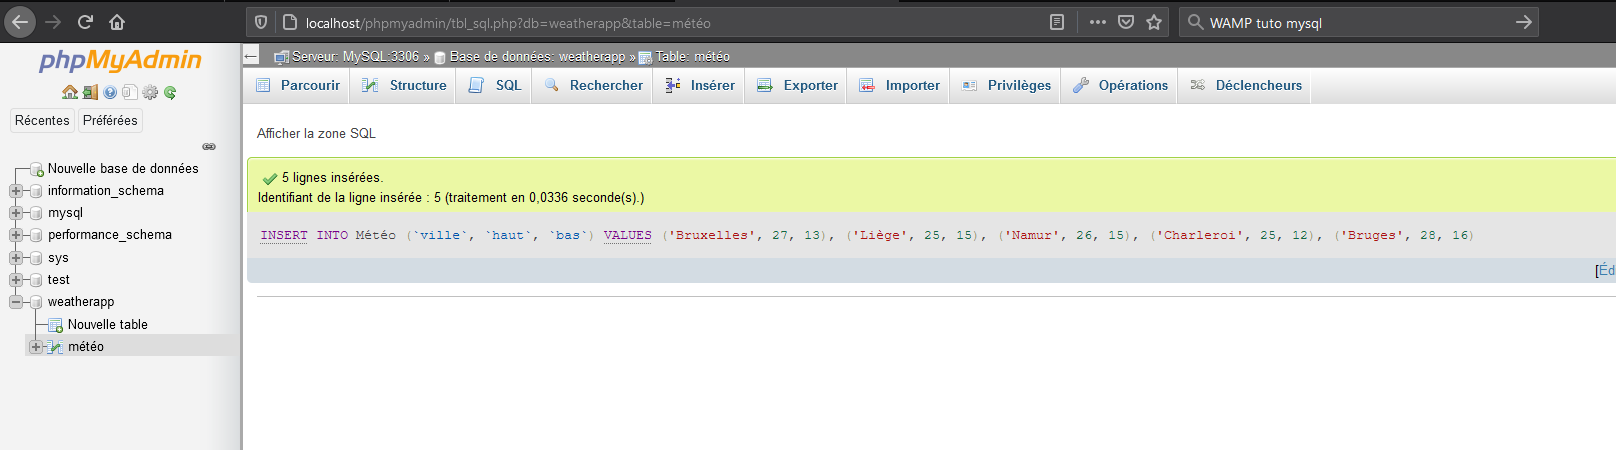 localhost/phpmyadmin/tbl_sql.php?db=weatherapp&table=météo
WAMP tuto mysql
phpMyAdmin
Récentes Préférées
Nouvelle base de données
information_schema
mysql
performance_schema
sys
test
weatherapp
Nouvelle table
météo
Serveur: MySQL:3306 » Base de données: weatherapp » Table: météo
Parcourir Structure SQL Rechercher Insérer Exporter Importer Privilèges Opérations Déclencheurs
Afficher la zone SQL
5 lignes insérées.
Identifiant de la ligne insérée : 5 (traitement en 0,0336 seconde(s).)
INSERT INTO Météo (`ville`, `haut`, `bas`) VALUES ('Bruxelles', 27, 13), ('Liège', 25, 15), ('Namur', 26, 15), ('Charleroi', 25, 12), ('Bruges', 28, 16)
[Éd